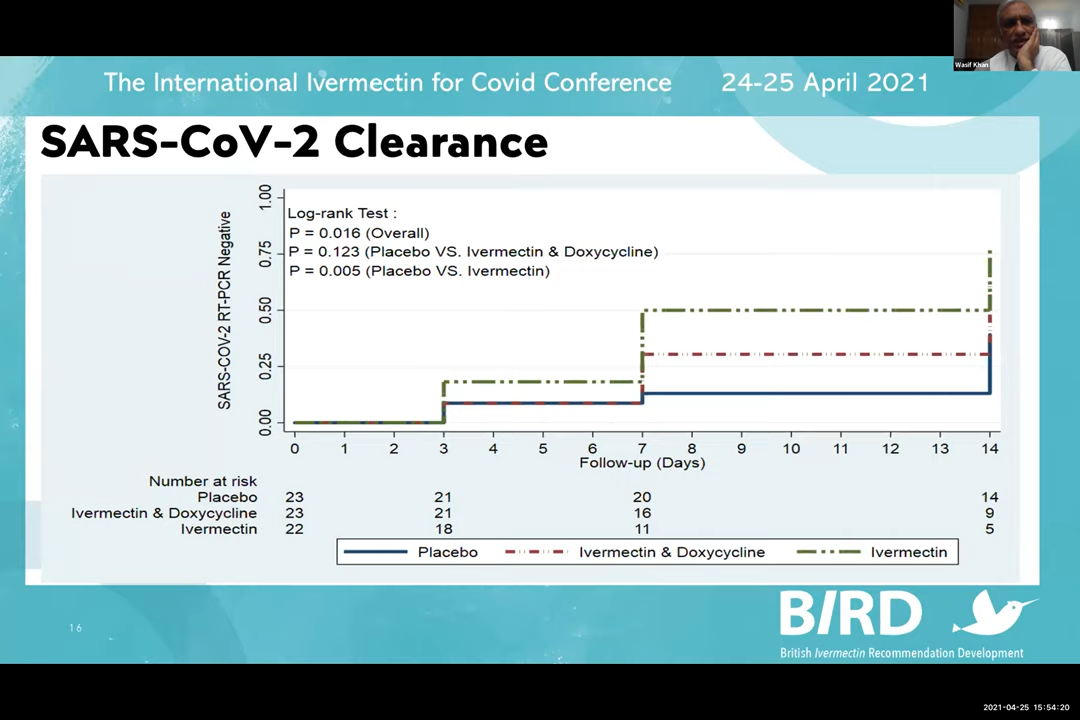 Wasif Khan
The International Ivermectin for Covid Conference 24-25 April 2021
SARS-CoV-2 Clearance
SARS-COV-2 RT-PCR Negative
1.00
0.75
0.50
0.25
0.00
Log-rank Test :
P = 0.016 (Overall)
P = 0.123 (Placebo VS. Ivermectin & Doxycycline)
P = 0.005 (Placebo VS. Ivermectin)
0 1 2 3 4 5 6 7 8 9 10 11 12 13 14
Follow-up (Days)
Number at risk
Placebo 23 21 20 14
Ivermectin & Doxycycline 23 21 16 9
Ivermectin 22 18 11 5
Placebo Ivermectin & Doxycycline Ivermectin
16
BIRD
British Ivermectin Recommendation Development
2021-04-25 15:54:20